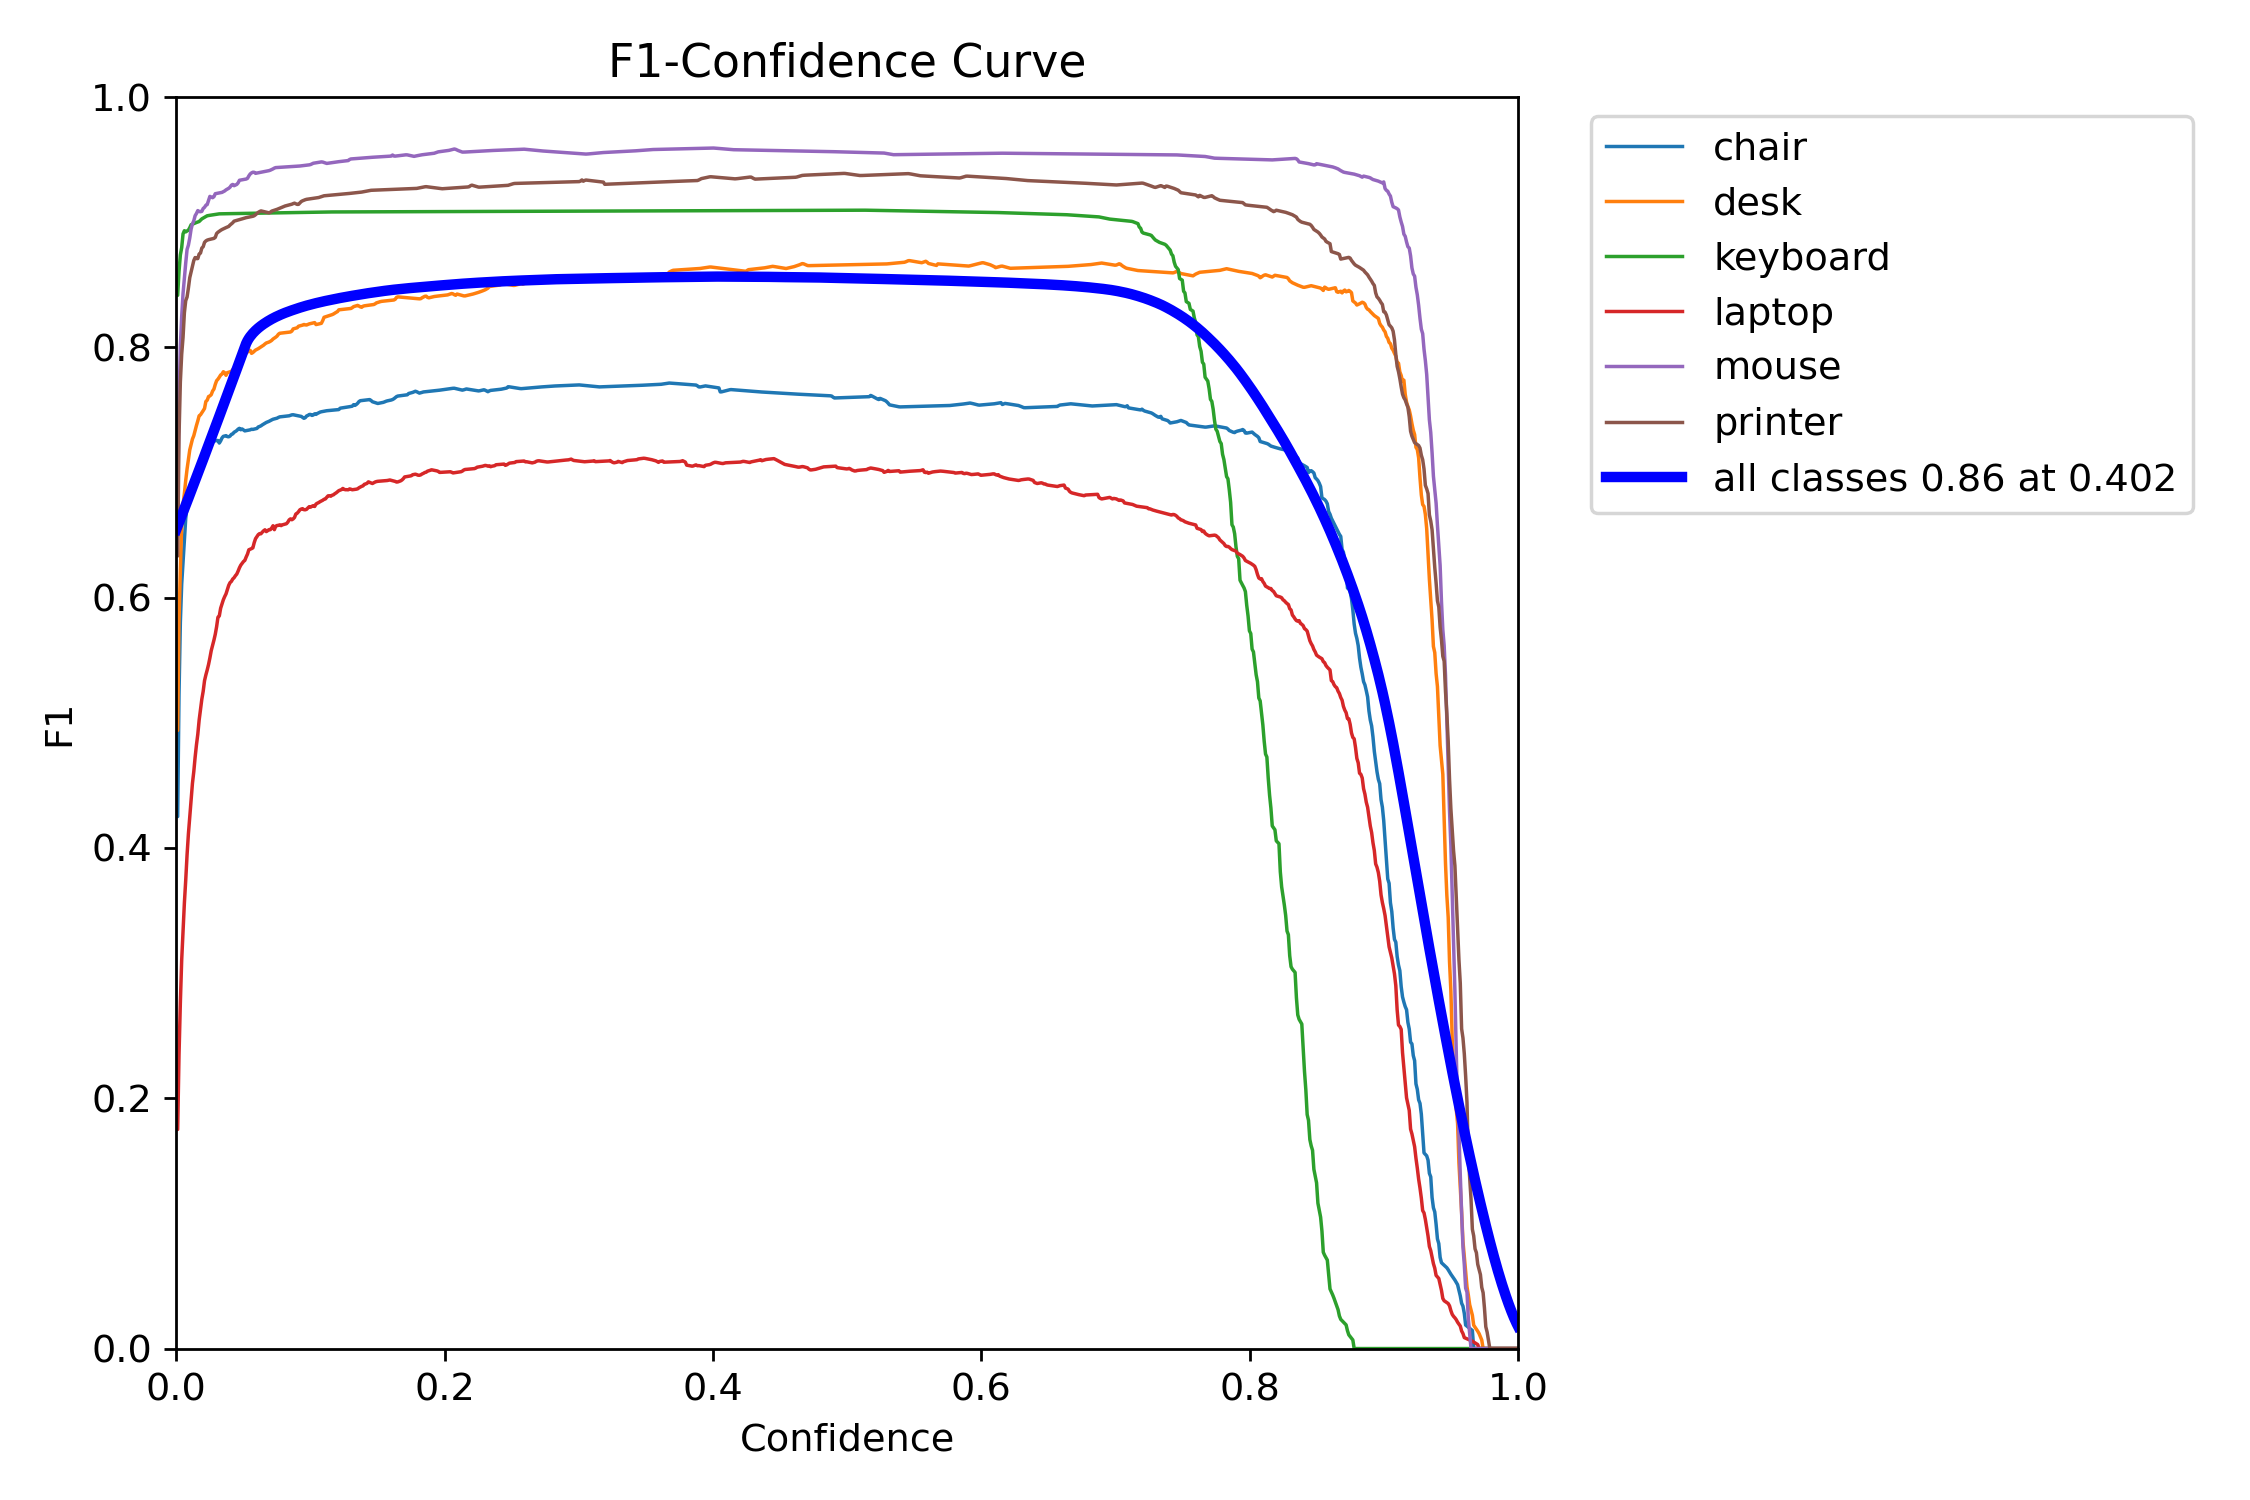 F1-Confidence Curve
1.0
0.8
0.6
0.4
0.2
0.0
F1
0.0 0.2 0.4 0.6 0.8 1.0
Confidence
chair
desk
keyboard
laptop
mouse
printer
all classes 0.86 at 0.402